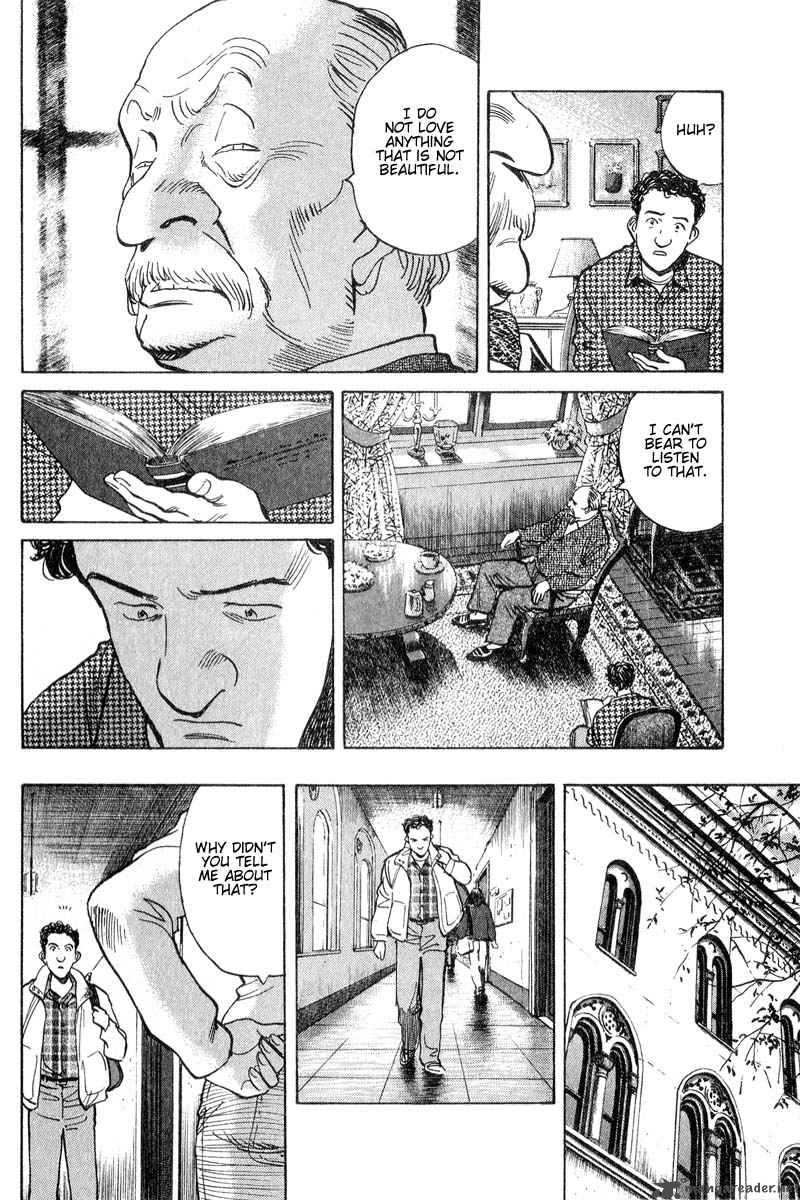 HUH?
I DO
NOT LOVE
ANYTHING
THAT IS NOT
BEAUTIFUL.
I CAN'T
BEAR TO
LISTEN
TO THAT.
WHY DIDN'T
YOU TELL
ME ABOUT
THAT?